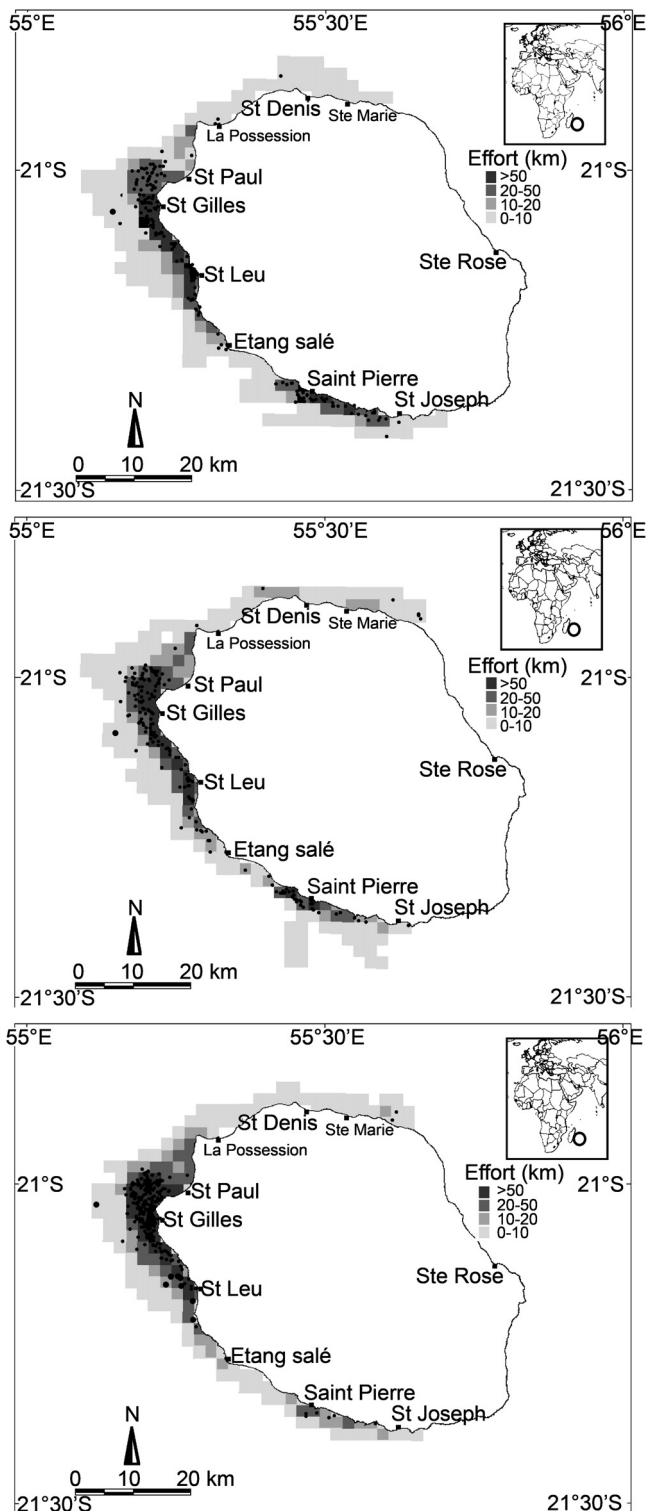 55°E 55°30'E 56°E
St Denis
Ste Marie
La Possession
21°S
Effort (km)
>50
20-50
10-20
0-10
St Paul
St Gilles
Ste Rose
St Leu
Etang salé
Saint Pierre
St Joseph
N
0 10 20 km
21°30'S 21°30'S
55°E 55°30'E 56°E
St Denis
Ste Marie
La Possession
21°S
Effort (km)
>50
20-50
10-20
0-10
St Paul
St Gilles
Ste Rose
St Leu
Etang salé
Saint Pierre
St Joseph
N
0 10 20 km
21°30'S 21°30'S
55°E 55°30'E 56°E
St Denis
Ste Marie
La Possession
21°S
Effort (km)
>50
20-50
10-20
0-10
St Paul
St Gilles
Ste Rose
St Leu
Etang salé
Saint Pierre
St Joseph
N
0 10 20 km
21°30'S 21°30'S